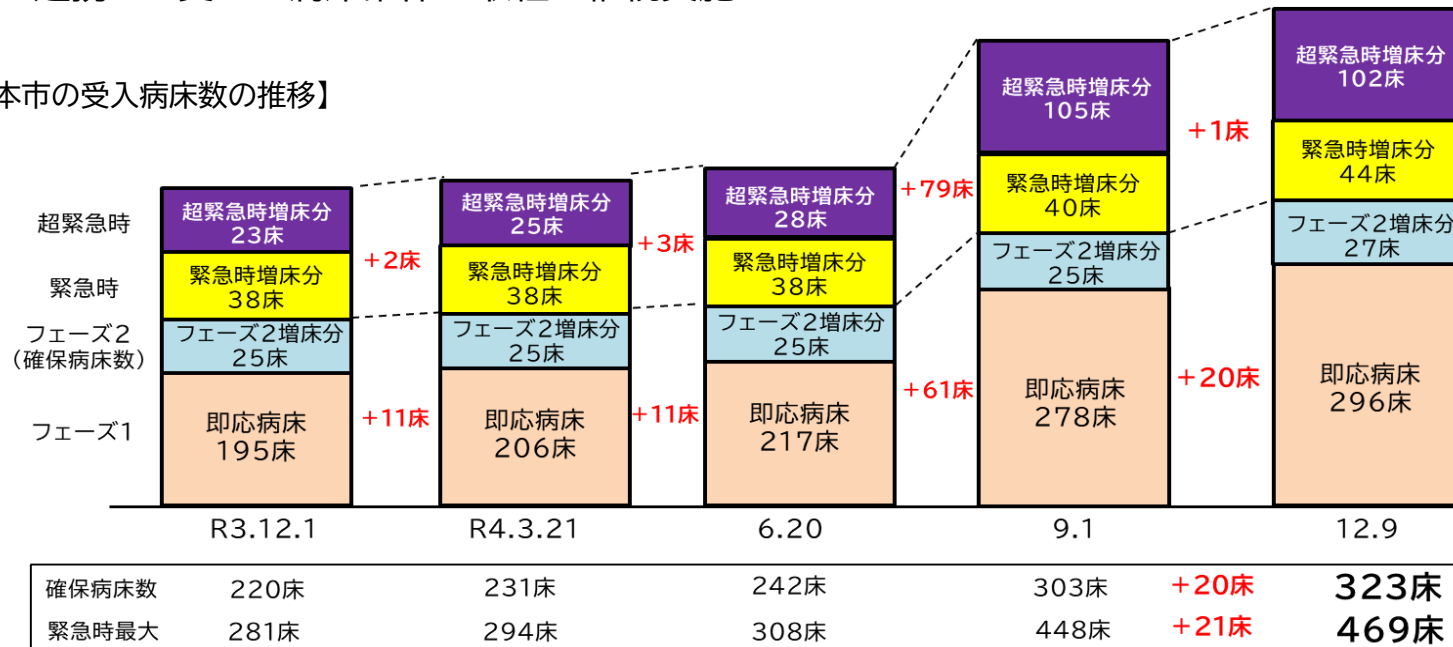 本市の受入病床数の推移】
超緊急時
緊急時
フェーズ2
（確保病床数）
フェーズ1
超緊急時増床分
23床
緊急時増床分
38床
フェーズ2増床分
25床
即応病床
195床
+2床
+11床
超緊急時増床分
25床
緊急時増床分
38床
フェーズ2増床分
25床
即応病床
206床
+3床
+11床
超緊急時増床分
28床
緊急時増床分
38床
フェーズ2増床分
25床
即応病床
217床
+79床
+61床
超緊急時増床分
105床
緊急時増床分
40床
フェーズ2増床分
25床
即応病床
278床
+1床
+20床
超緊急時増床分
102床
緊急時増床分
44床
フェーズ2増床分
27床
即応病床
296床
R3.12.1 R4.3.21 6.20 9.1 12.9
確保病床数 220床 231床 242床 303床 +20床 323床
緊急時最大 281床 294床 308床 448床 +21床 469床